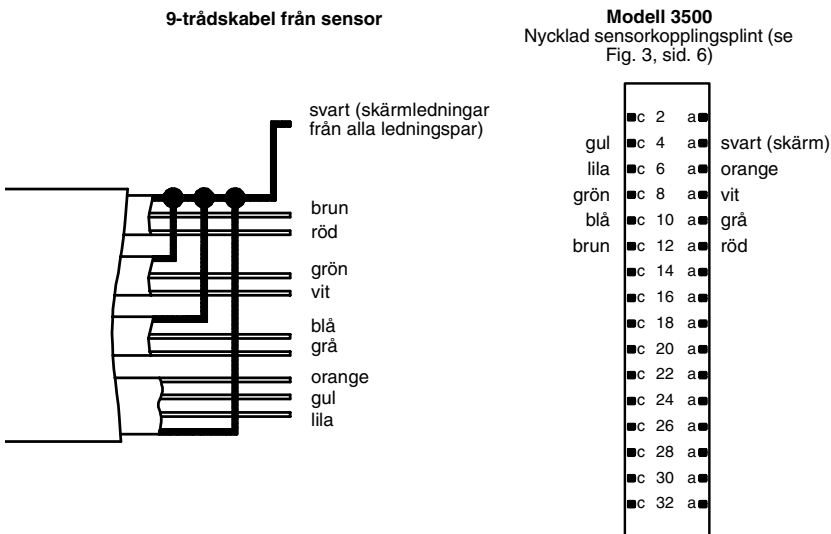 9-trådskabel från sensor
svart (skärmledningar
från alla ledningspar)
brun
röd
grön
vit
blå
grå
orange
gul
lila
Modell 3500
Nycklad sensorkopplingsplint (se
Fig. 3, sid. 6)
c 2 a
gul c 4 a svart (skärm)
lila c 6 a orange
grön c 8 a vit
blå c 10 a grå
brun c 12 a röd
c 14 a
c 16 a
c 18 a
c 20 a
c 22 a
c 24 a
c 26 a
c 28 a
c 30 a
c 32 a